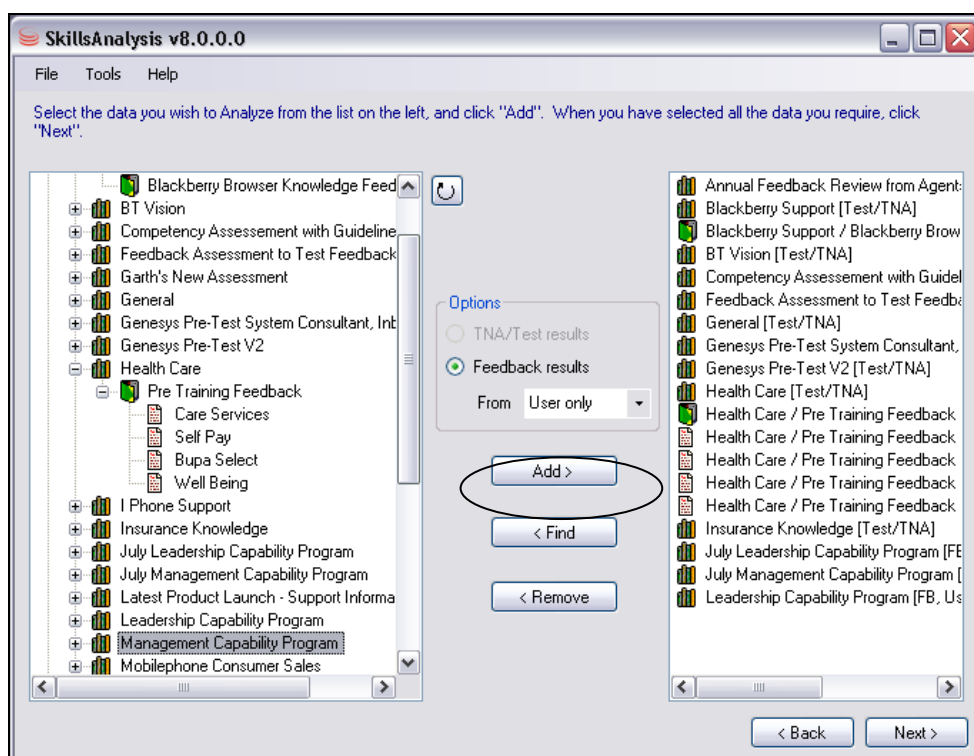 SkillsAnalysis v8.0.0.0
File Tools Help
Select the data you wish to Analyze from the list on the left, and click "Add". When you have selected all the data you require, click
"Next".
Blackberry Browser Knowledge Feed
BT Vision
Competency Assessement with Guideline
Feedback Assessment to Test Feedback
Garth's New Assessment
General
Genesys Pre-Test System Consultant, Int
Genesys Pre-Test V2
Health Care
Pre Training Feedback
Care Services
Self Pay
Bupa Select
Well Being
I Phone Support
Insurance Knowledge
July Leadership Capability Program
July Management Capability Program
Latest Product Launch - Support Informa
Leadership Capability Program
Management Capability Program
Mobilephone Consumer Sales
Options
TNA/Test results
Feedback results
From User only
Add >
< Find
< Remove
Annual Feedback Review from Agent
Blackberry Support [Test/TNA]
Blackberry Support / Blackberry Brow
BT Vision [Test/TNA]
Competency Assessement with Guidel
Feedback Assessment to Test Feedba
General [Test/TNA]
Genesys Pre-Test System Consultant,
Genesys Pre-Test V2 [Test/TNA]
Health Care [Test/TNA]
Health Care / Pre Training Feedback
Health Care / Pre Training Feedback
Health Care / Pre Training Feedback
Health Care / Pre Training Feedback
Health Care / Pre Training Feedback
Insurance Knowledge [Test/TNA]
July Leadership Capability Program [FE
July Management Capability Program [
Leadership Capability Program [FB, Us
< Back Next >